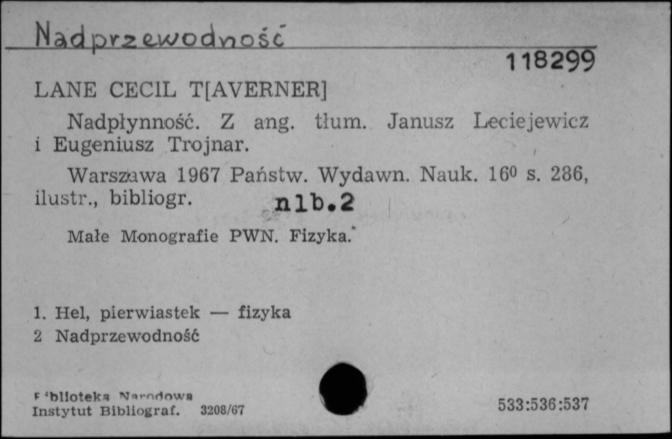 Nadprzewodność
118299
LANE CECIL T[AVERNER]
Nadpłynność. Z ang. tłum. Janusz Leciejewicz
i Eugeniusz Trojnar.
Warszawa 1967 Państw. Wydawn. Nauk. 16⁰ s. 286,
ilustr., bibliogr. nlb.2
Małe Monografie PWN. Fizyka.
1. Hel, pierwiastek — fizyka
2 Nadprzewodność
Biblioteka Narodowa
Instytut Bibliograf. 3208/67
533:536:537